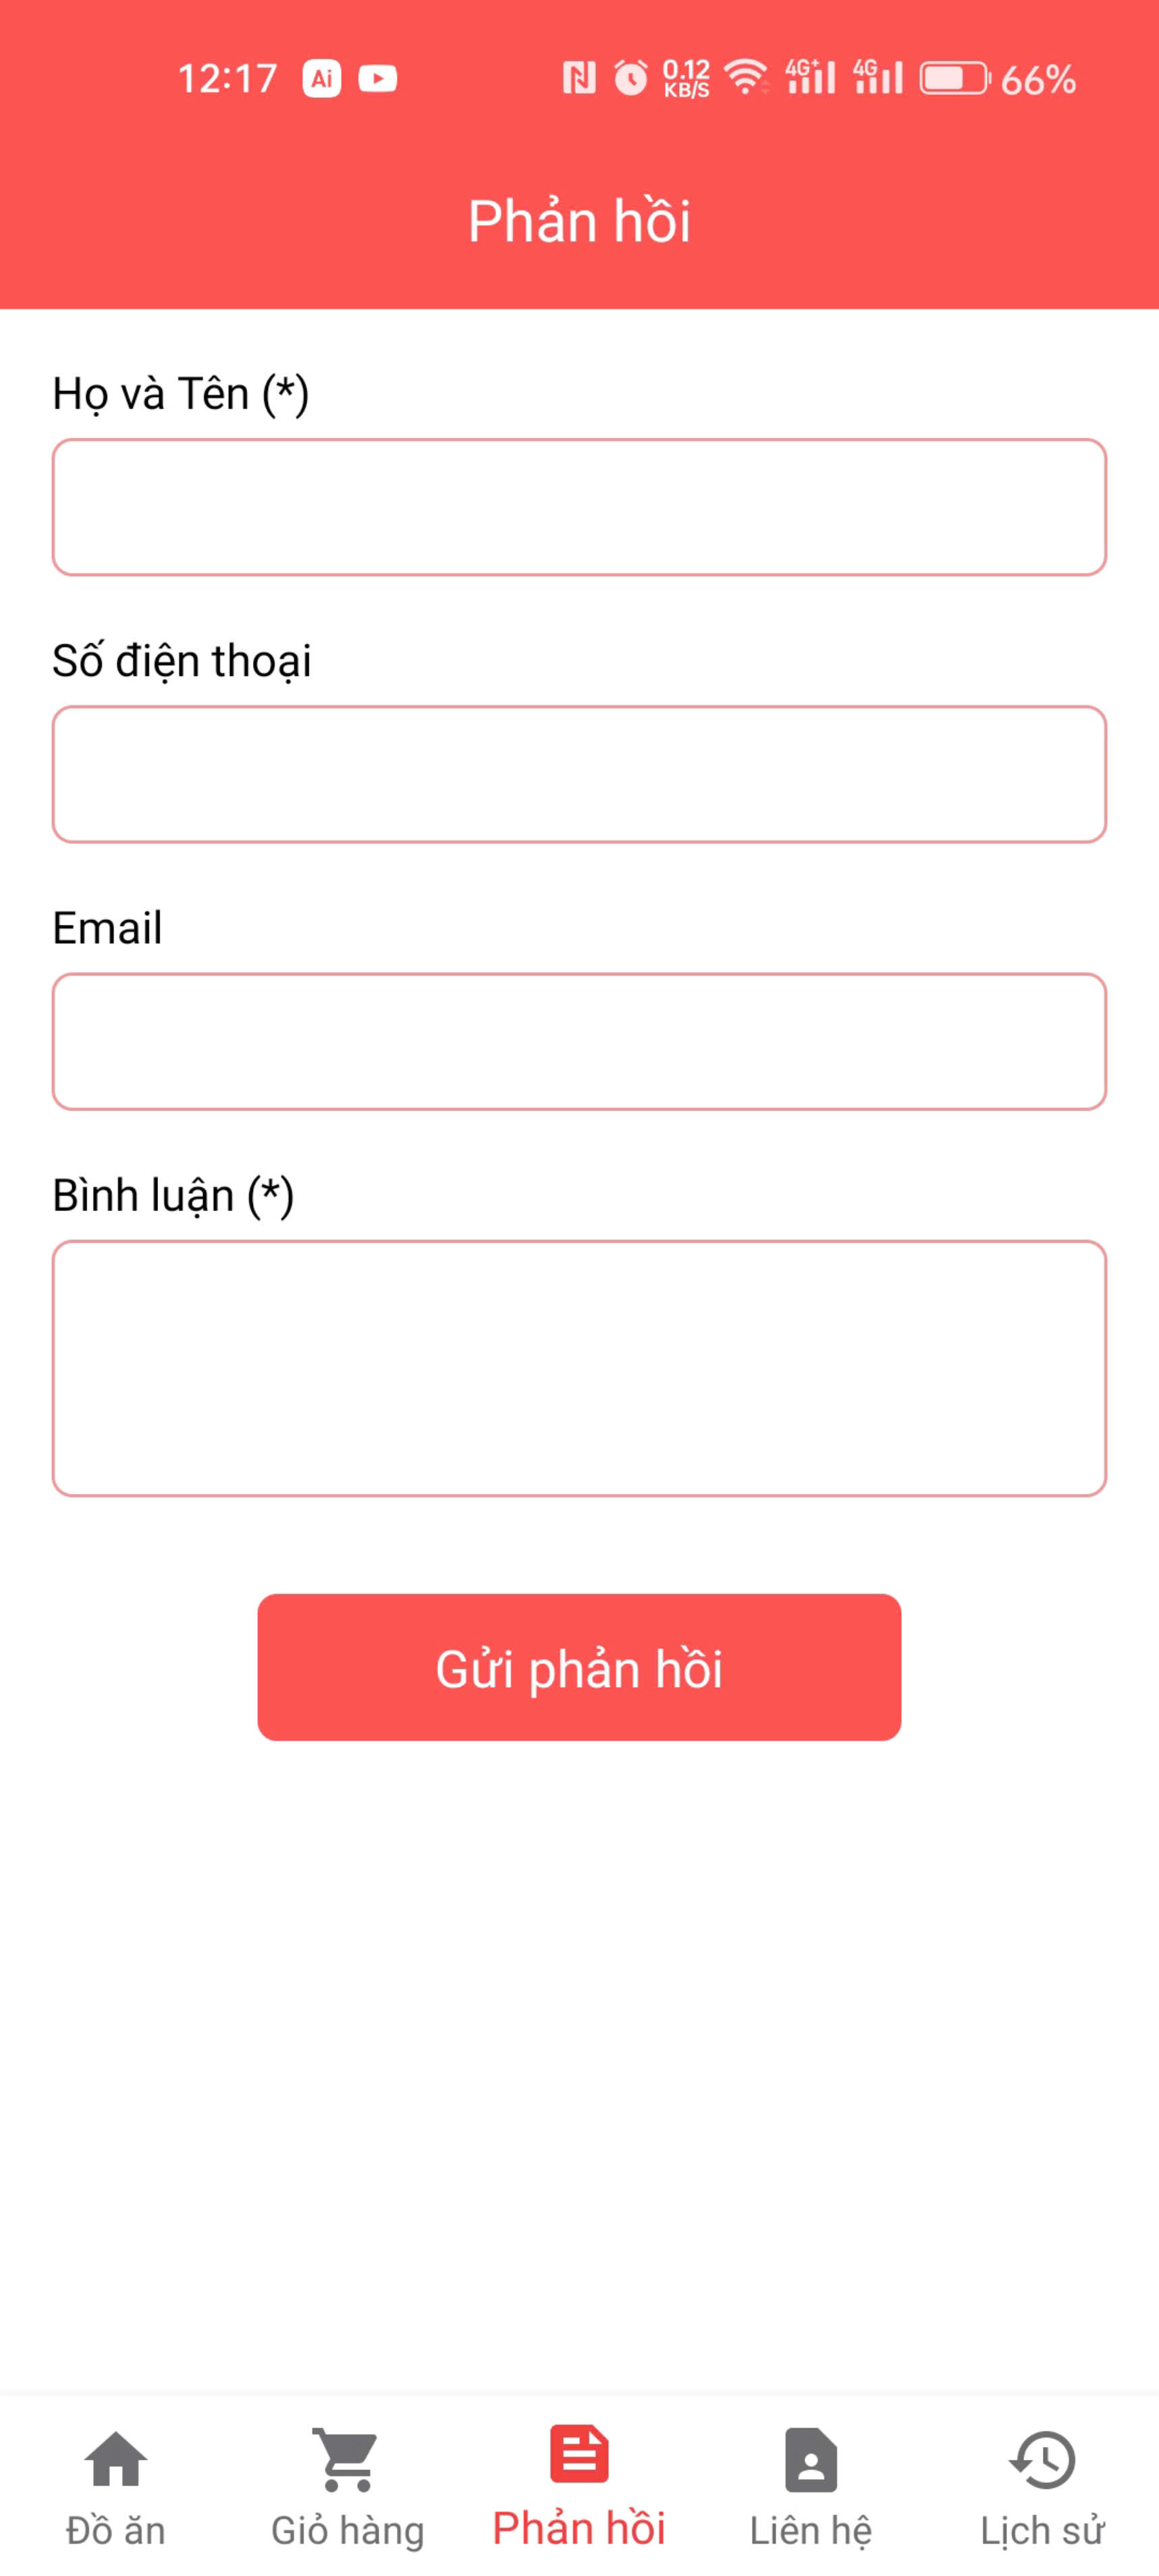 12:17 Ai 0.12 KB/S 4G+ 4G 66%
Phản hồi
Họ và Tên (*)
Số điện thoại
Email
Bình luận (*)
Gửi phản hồi
Đồ ăn Giỏ hàng Phản hồi Liên hệ Lịch sử